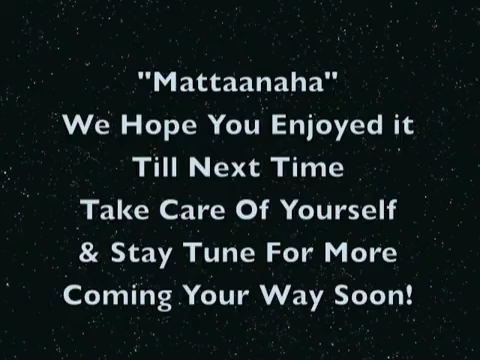 "Mattaanaha"
We Hope You Enjoyed it
Till Next Time
Take Care Of Yourself
& Stay Tune For More
Coming Your Way Soon!